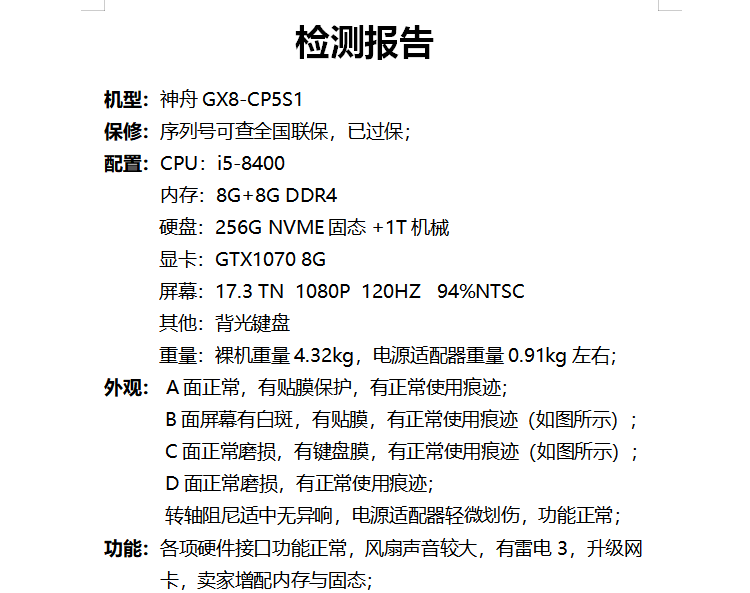 检测报告
机型：神舟 GX8-CP5S1
保修：序列号可查全国联保，已过保；
配置：CPU：i5-8400
内存：8G+8G DDR4
硬盘：256G NVME 固态 +1T 机械
显卡：GTX1070 8G
屏幕：17.3 TN 1080P 120HZ 94%NTSC
其他：背光键盘
重量：裸机重量 4.32kg，电源适配器重量 0.91kg 左右；
外观： A 面正常，有贴膜保护，有正常使用痕迹；
B 面屏幕有白斑，有贴膜，有正常使用痕迹（如图所示）；
C 面正常磨损，有键盘膜，有正常使用痕迹（如图所示）；
D 面正常磨损，有正常使用痕迹；
转轴阻尼适中无异响，电源适配器轻微划伤，功能正常；
功能：各项硬件接口功能正常，风扇声音较大，有雷电 3，升级网
卡，卖家增配内存与固态；